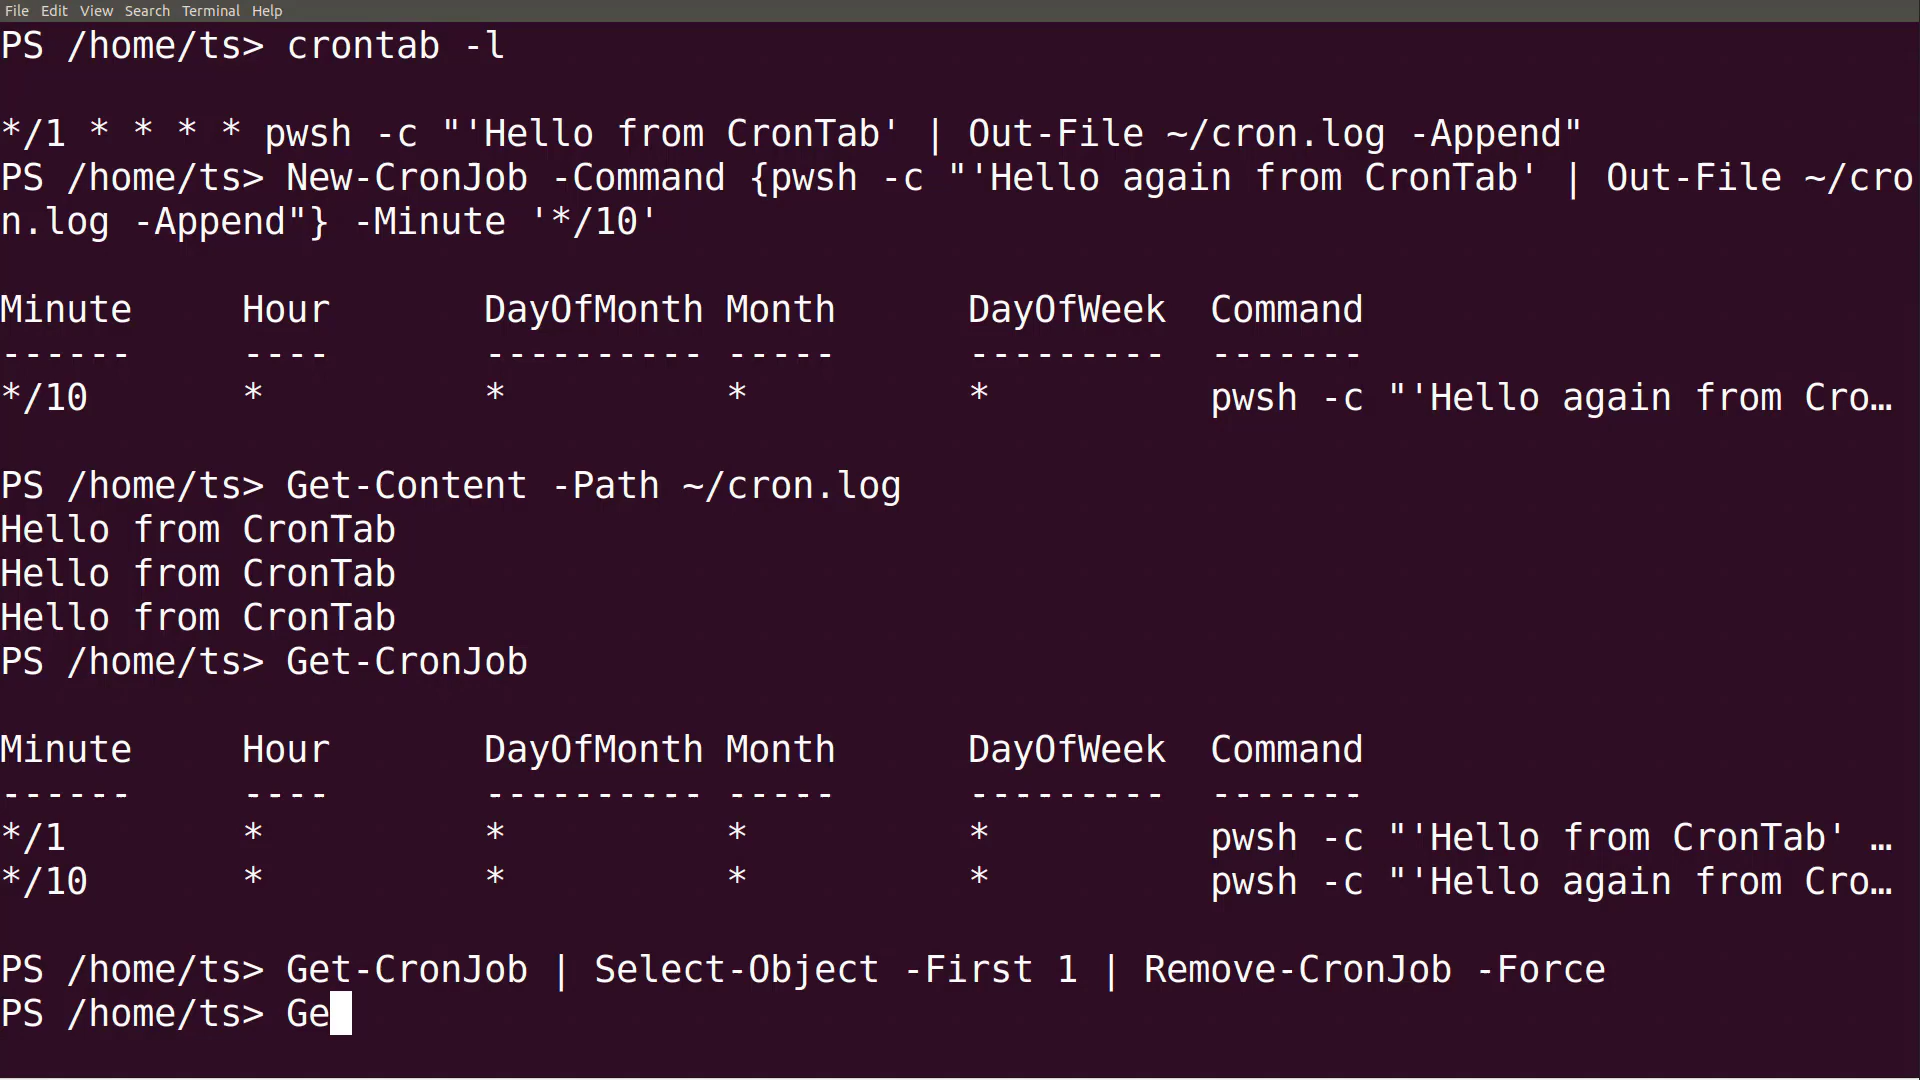 File Edit View Search Terminal Help
PS /home/ts> crontab -l
*/1 * * * * pwsh -c "'Hello from CronTab' | Out-File ~/cron.log -Append"
PS /home/ts> New-CronJob -Command {pwsh -c "'Hello again from CronTab' | Out-File ~/cro
n.log -Append"} -Minute '*/10'
Minute Hour DayOfMonth Month DayOfWeek Command
------ ---- ---------- ----- --------- -------
*/10 * * * * pwsh -c "'Hello again from Cro…
PS /home/ts> Get-Content -Path ~/cron.log
Hello from CronTab
Hello from CronTab
Hello from CronTab
PS /home/ts> Get-CronJob
Minute Hour DayOfMonth Month DayOfWeek Command
------ ---- ---------- ----- --------- -------
*/1 * * * * pwsh -c "'Hello from CronTab' …
*/10 * * * * pwsh -c "'Hello again from Cro…
PS /home/ts> Get-CronJob | Select-Object -First 1 | Remove-CronJob -Force
PS /home/ts> Ge